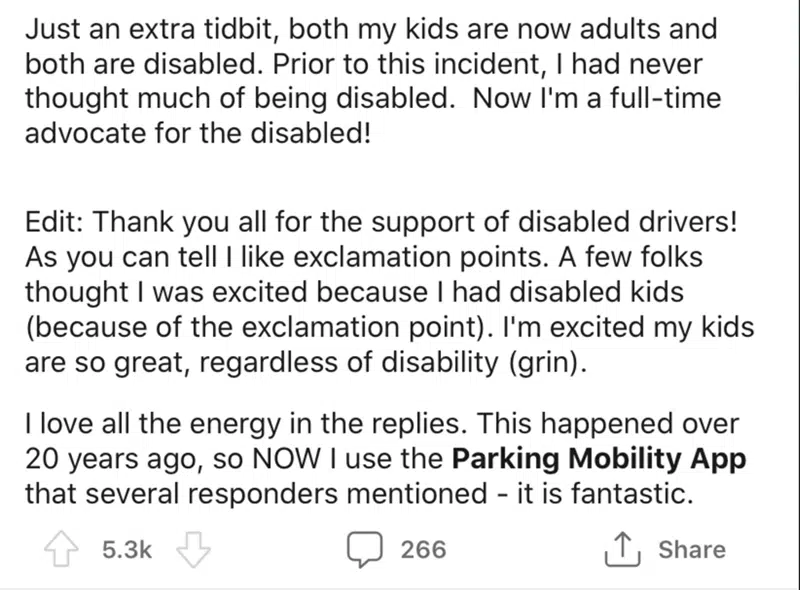 Just an extra tidbit, both my kids are now adults and
both are disabled. Prior to this incident, I had never
thought much of being disabled.  Now I'm a full-time
advocate for the disabled!
Edit: Thank you all for the support of disabled drivers!
As you can tell I like exclamation points. A few folks
thought I was excited because I had disabled kids
(because of the exclamation point). I'm excited my kids
are so great, regardless of disability (grin).
I love all the energy in the replies. This happened over
20 years ago, so NOW I use the Parking Mobility App
that several responders mentioned - it is fantastic.
5.3k 266 Share